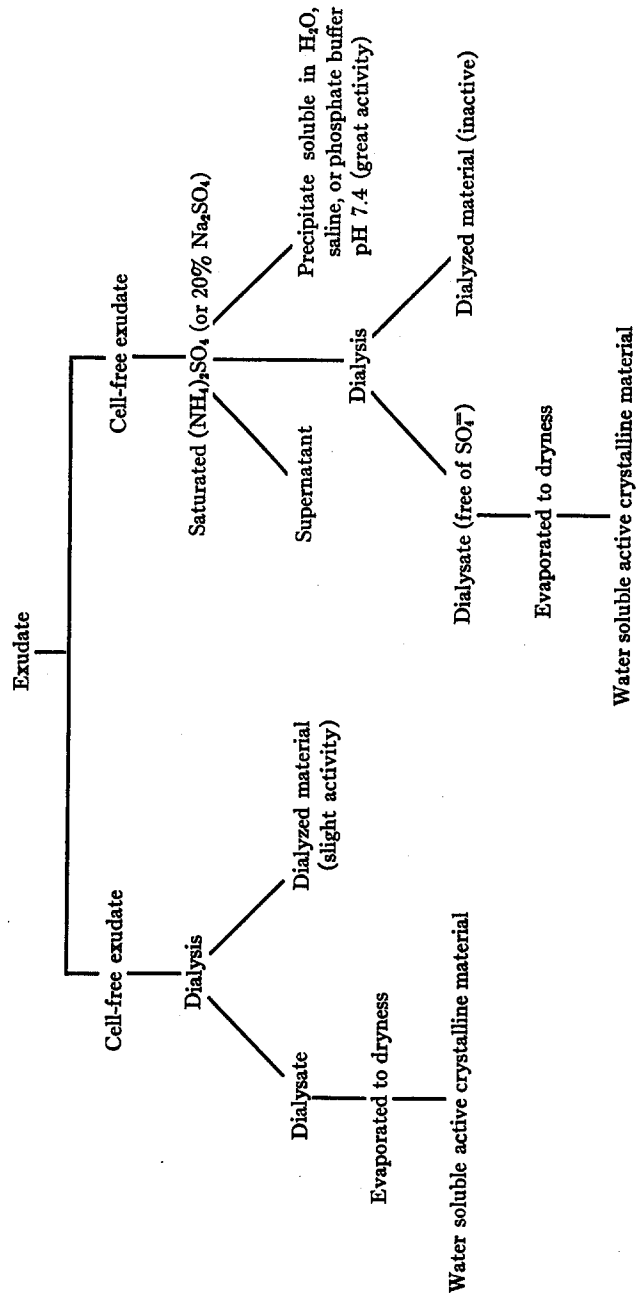 Exudate
Cell-free exudate
Dialysis
Dialysate
Evaporated to dryness
Water soluble active crystalline material
Dialyzed material
(slight activity)
Cell-free exudate
Saturated (NH₄)₂SO₄ (or 20% Na₂SO₄)
Supernatant
Precipitate soluble in H₂O,
saline, or phosphate buffer
pH 7.4 (great activity)
Dialysis
Dialysate (free of SO₄⁼)
Dialyzed material (inactive)
Evaporated to dryness
Water soluble active crystalline material